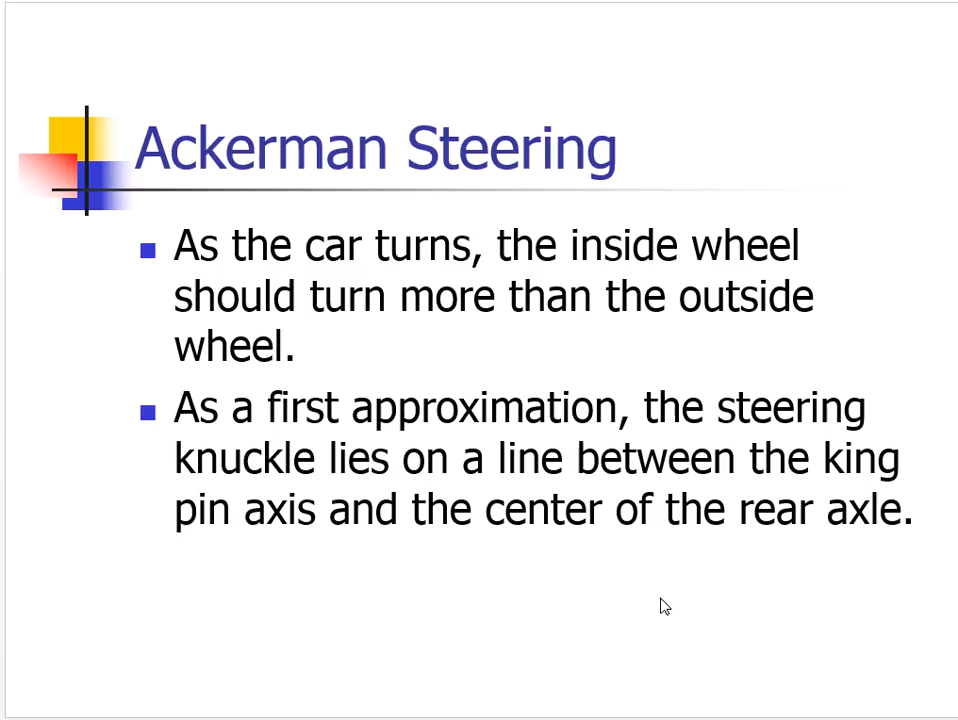 Ackerman Steering
As the car turns, the inside wheel
should turn more than the outside
wheel.
As a first approximation, the steering
knuckle lies on a line between the king
pin axis and the center of the rear axle.